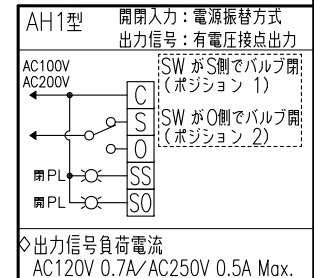 AH1型
開閉入力：電源振替方式
出力信号：有電圧接点出力
AC100V
AC200V
SW がS側でバルブ閉
（ポジション 1）
SW がO側でバルブ開
（ポジション 2）
C
S
O
閉PL
SS
開PL
SO
◇出力信号負荷電流
AC120V 0.7A/AC250V 0.5A Max.